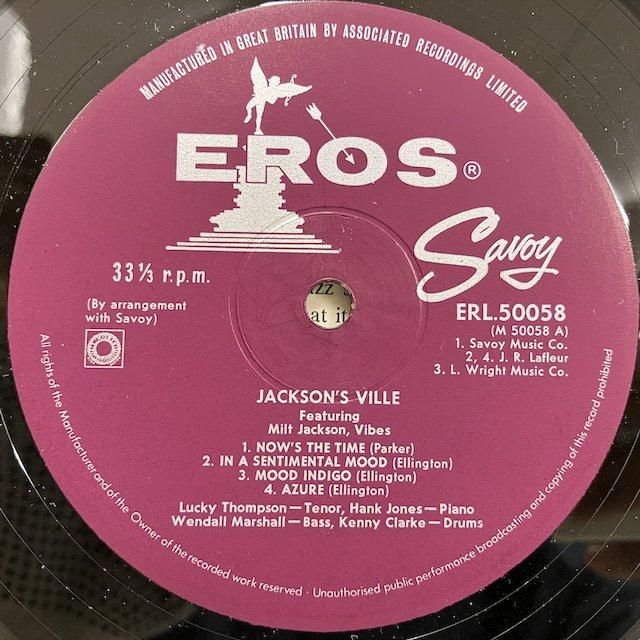 MANUFACTURED IN GREAT BRITAIN BY ASSOCIATED RECORDINGS LIMITED
EROS®
Savoy
33⅓ r.p.m.
(By arrangement
with Savoy)
ERL.50058
(M 50058 A)
1. Savoy Music Co.
2, 4. J. R. Lafleur
3. L. Wright Music Co.
at it
JACKSON'S VILLE
Featuring
Milt Jackson, Vibes
1. NOW'S THE TIME (Parker)
2. IN A SENTIMENTAL MOOD (Ellington)
3. MOOD INDIGO (Ellington)
4. AZURE (Ellington)
Lucky Thompson—Tenor, Hank Jones—Piano
Wendall Marshall—Bass, Kenny Clarke—Drums
All rights of the Manufacturer and of the Owner of the recorded work reserved · Unauthorised public performance broadcasting and copying of this record prohibited